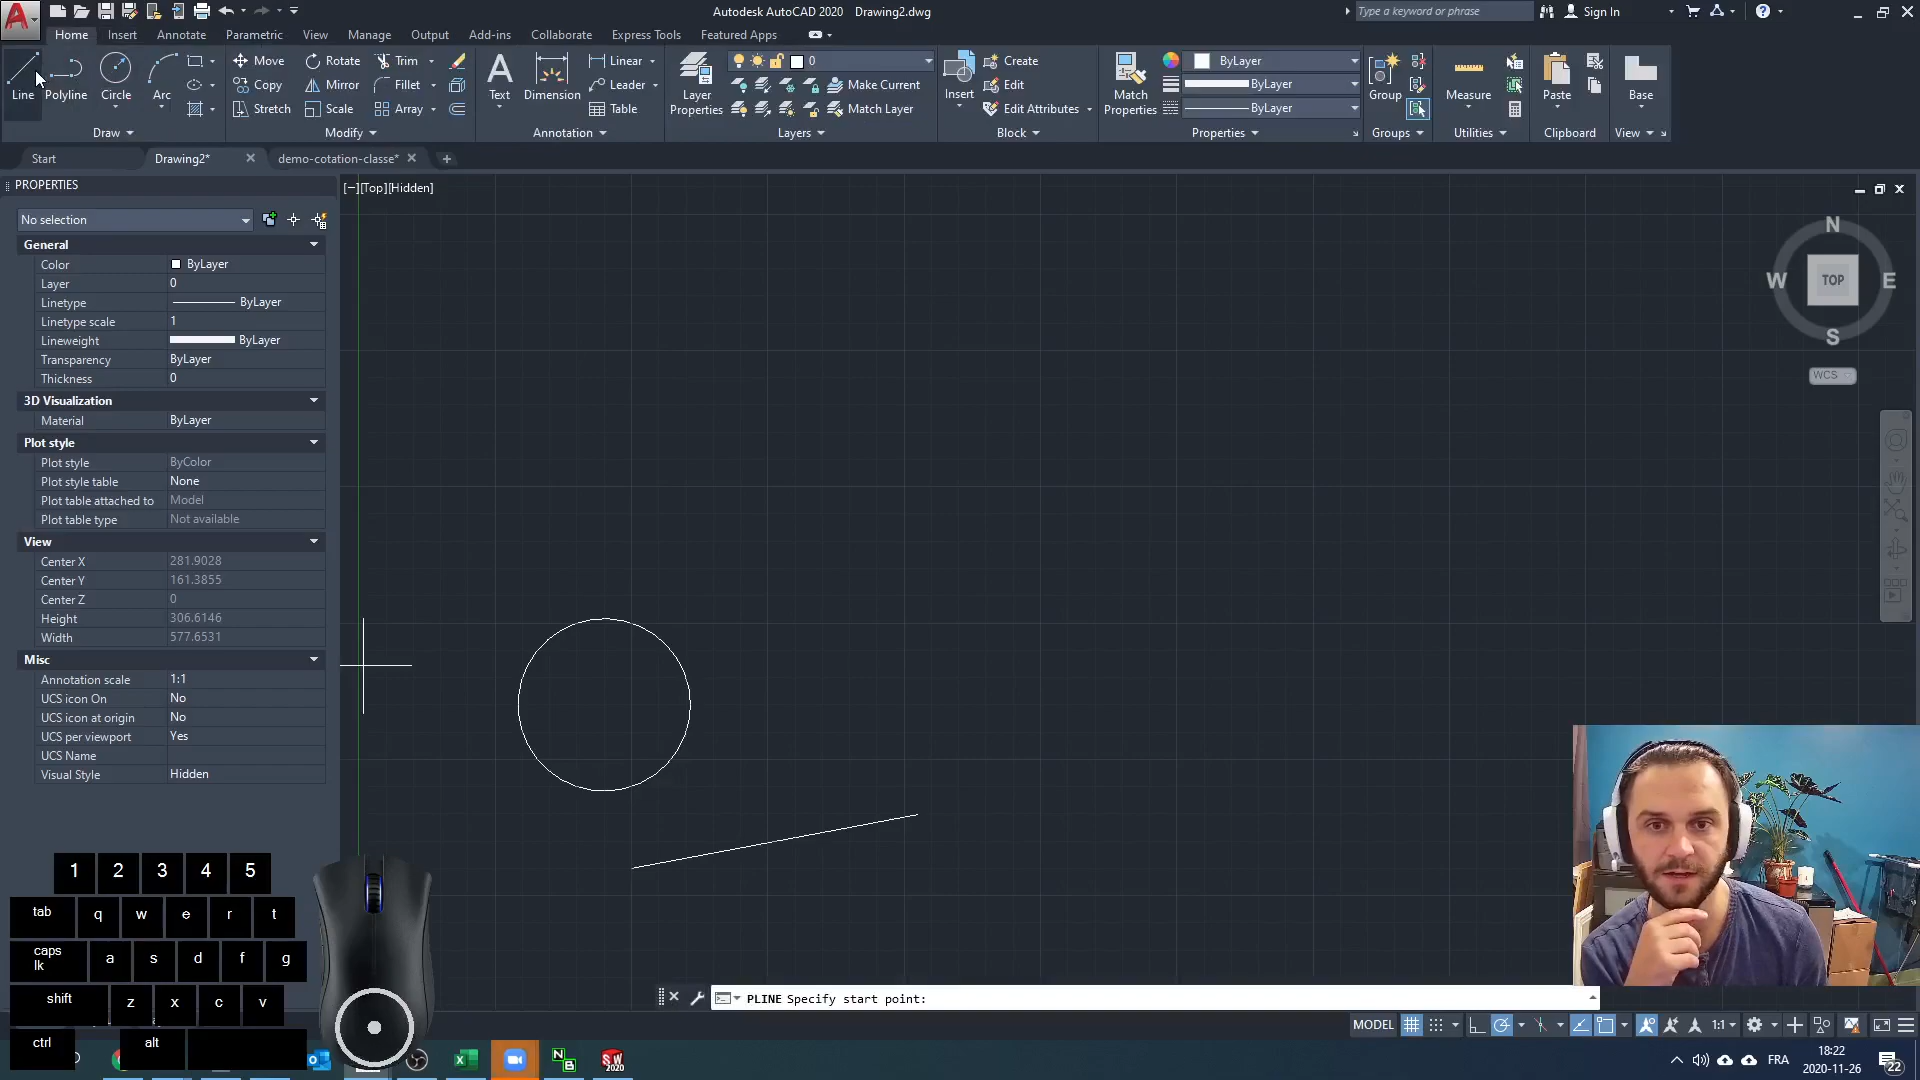 Autodesk AutoCAD 2020 Drawing2.dwg
Type a keyword or phrase
Sign In
Home Insert Annotate Parametric View Manage Output Add-ins Collaborate Express Tools Featured Apps
Line Polyline Circle Arc
Move Rotate Trim
Copy Mirror Fillet
Stretch Scale Array
Text Dimension
Linear
Leader
Table
Layer Properties
0
Make Current
Match Layer
Insert
Create
Edit
Edit Attributes
Match Properties
ByLayer
ByLayer
ByLayer
Group Measure Paste Base
Draw Modify Annotation Layers Block Properties Groups Utilities Clipboard View
Start Drawing2* demo-cotation-classe*
PROPERTIES
[−][Top][Hidden]
No selection
General
Color ByLayer
Layer 0
Linetype ByLayer
Linetype scale 1
Lineweight ByLayer
Transparency ByLayer
Thickness 0
3D Visualization
Material ByLayer
Plot style
Plot style ByColor
Plot style table None
Plot table attached to Model
Plot table type Not available
View
Center X 281.9028
Center Y 161.3855
Center Z 0
Height 306.6146
Width 577.6531
Misc
Annotation scale 1:1
UCS icon On No
UCS icon at origin No
UCS per viewport Yes
UCS Name
Visual Style Hidden
N
W TOP E
S
WCS
1 2 3 4 5
tab q w e r t
caps lk a s d f g
shift z x c v
ctrl alt
PLINE Specify start point:
MODEL 1:1
FRA
18:22
2020-11-26
22